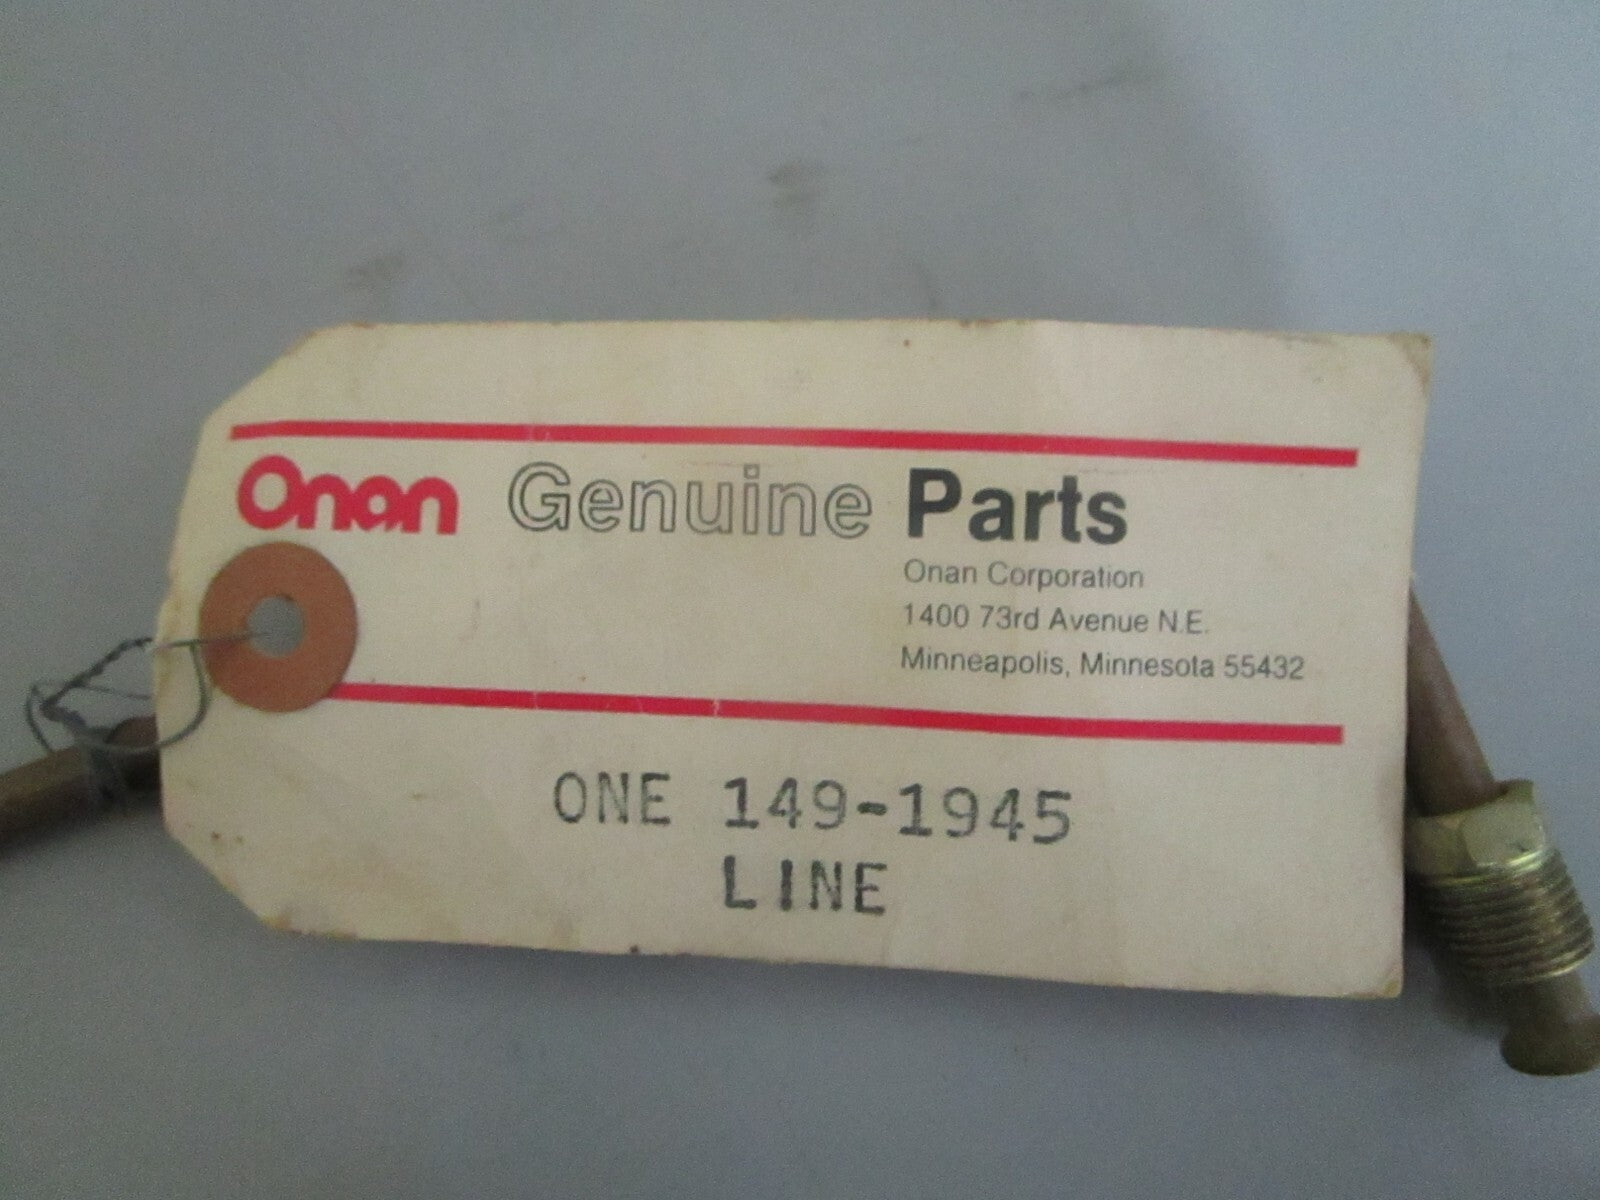 Onan Genuine Parts
Onan Corporation
1400 73rd Avenue N.E.
Minneapolis, Minnesota 55432
ONE 149-1945
LINE